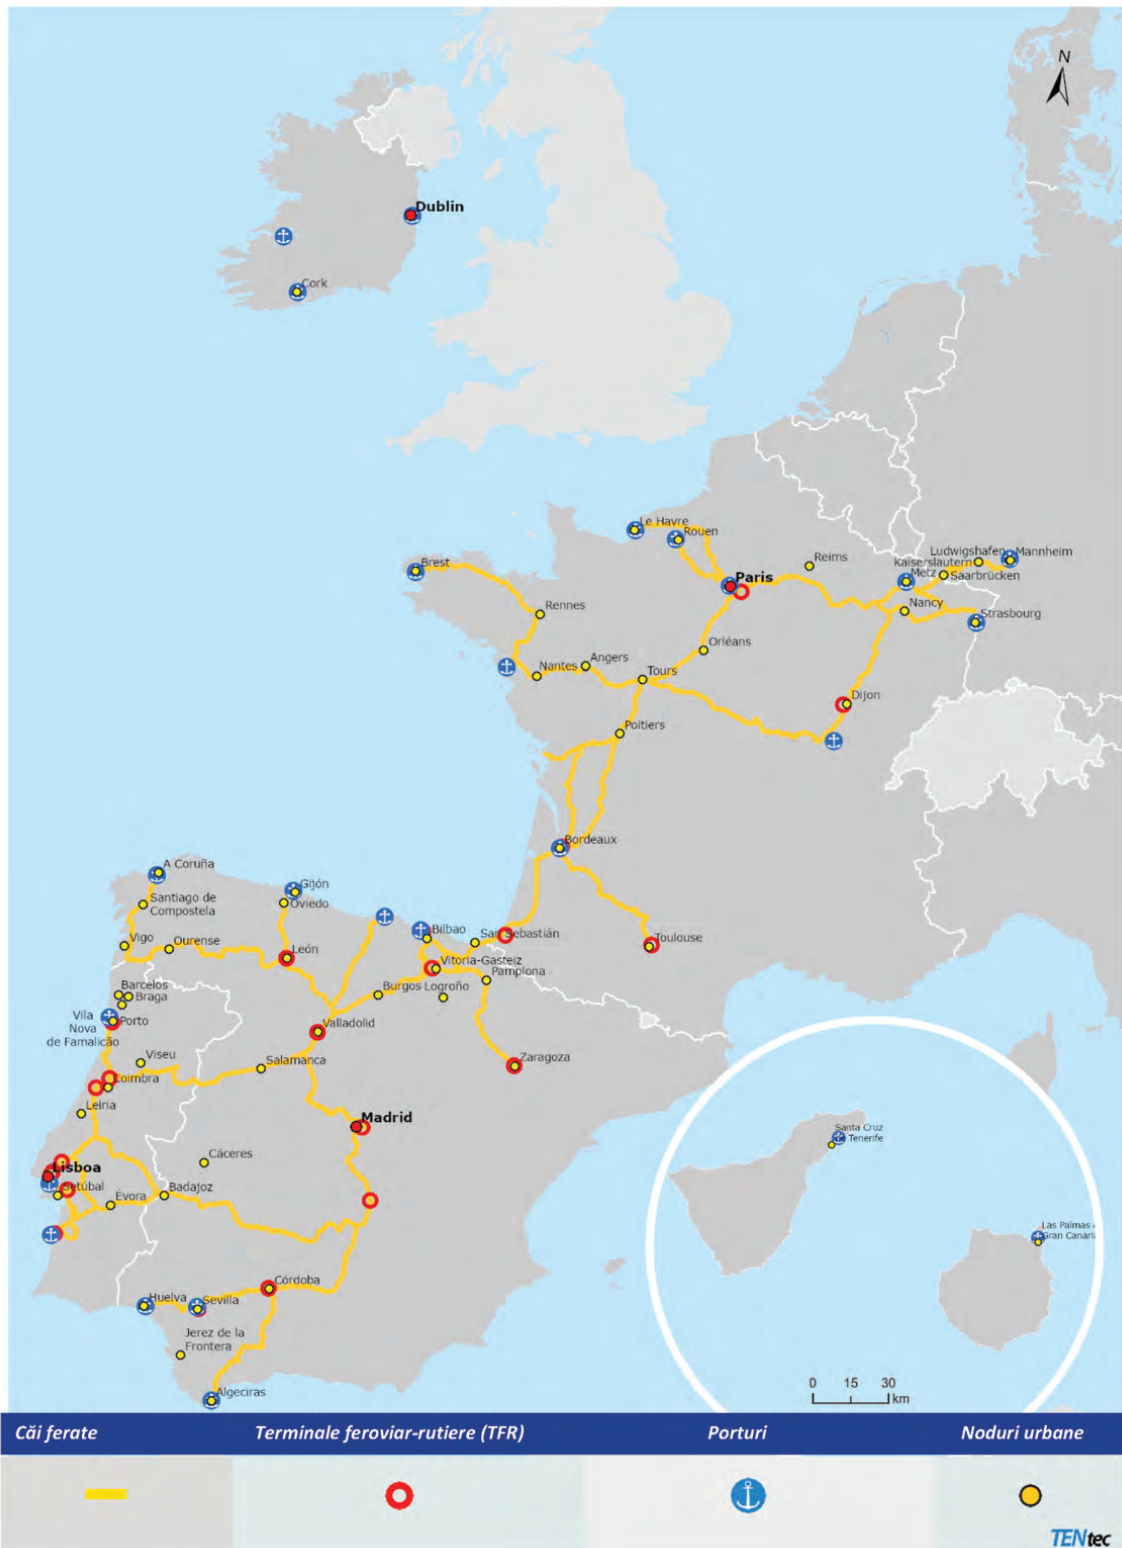 N
Dublin
Cork
Le Havre
Rouen
Brest
Paris
Reims
Ludwigshafen
Mannheim
Kaiserslautern
Metz
Saarbrücken
Rennes
Nancy
Strasbourg
Orléans
Nantes
Angers
Tours
Dijon
Poitiers
Bordeaux
A Coruña
Gijón
Santiago de
Compostela
Oviedo
Vigo
Ourense
León
Bilbao
San Sebastián
Toulouse
Vitoria-Gasteiz
Pamplona
Barcelos
Braga
Burgos
Logroño
Vila
Nova
de Famalicão
Porto
Valladolid
Viseu
Salamanca
Zaragoza
Coimbra
Leiria
Madrid
Cáceres
Lisboa
Setúbal
Évora
Badajoz
Santa Cruz
Tenerife
Las Palmas
Gran Canaria
Córdoba
Huelva
Sevilla
Jerez de la
Frontera
Algeciras
0 15 30
km
Căi ferate
Terminale feroviar-rutiere (TFR)
Porturi
Noduri urbane
TENtec